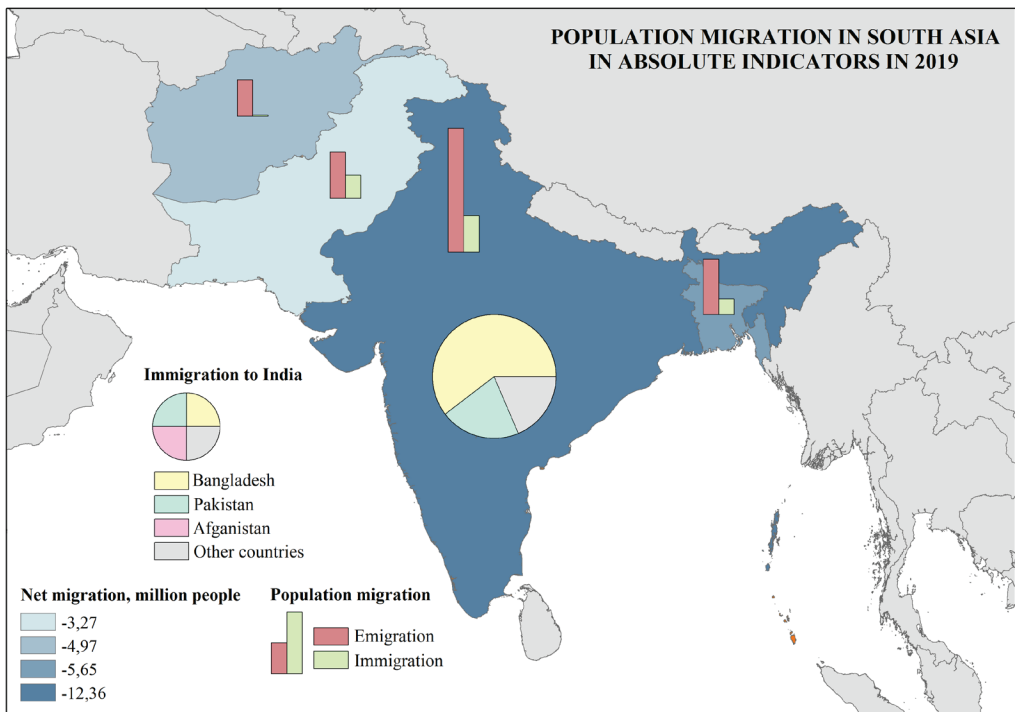 POPULATION MIGRATION IN SOUTH ASIA
IN ABSOLUTE INDICATORS IN 2019
Immigration to India
Bangladesh
Pakistan
Afganistan
Other countries
Net migration, million people
-3,27
-4,97
-5,65
-12,36
Population migration
Emigration
Immigration